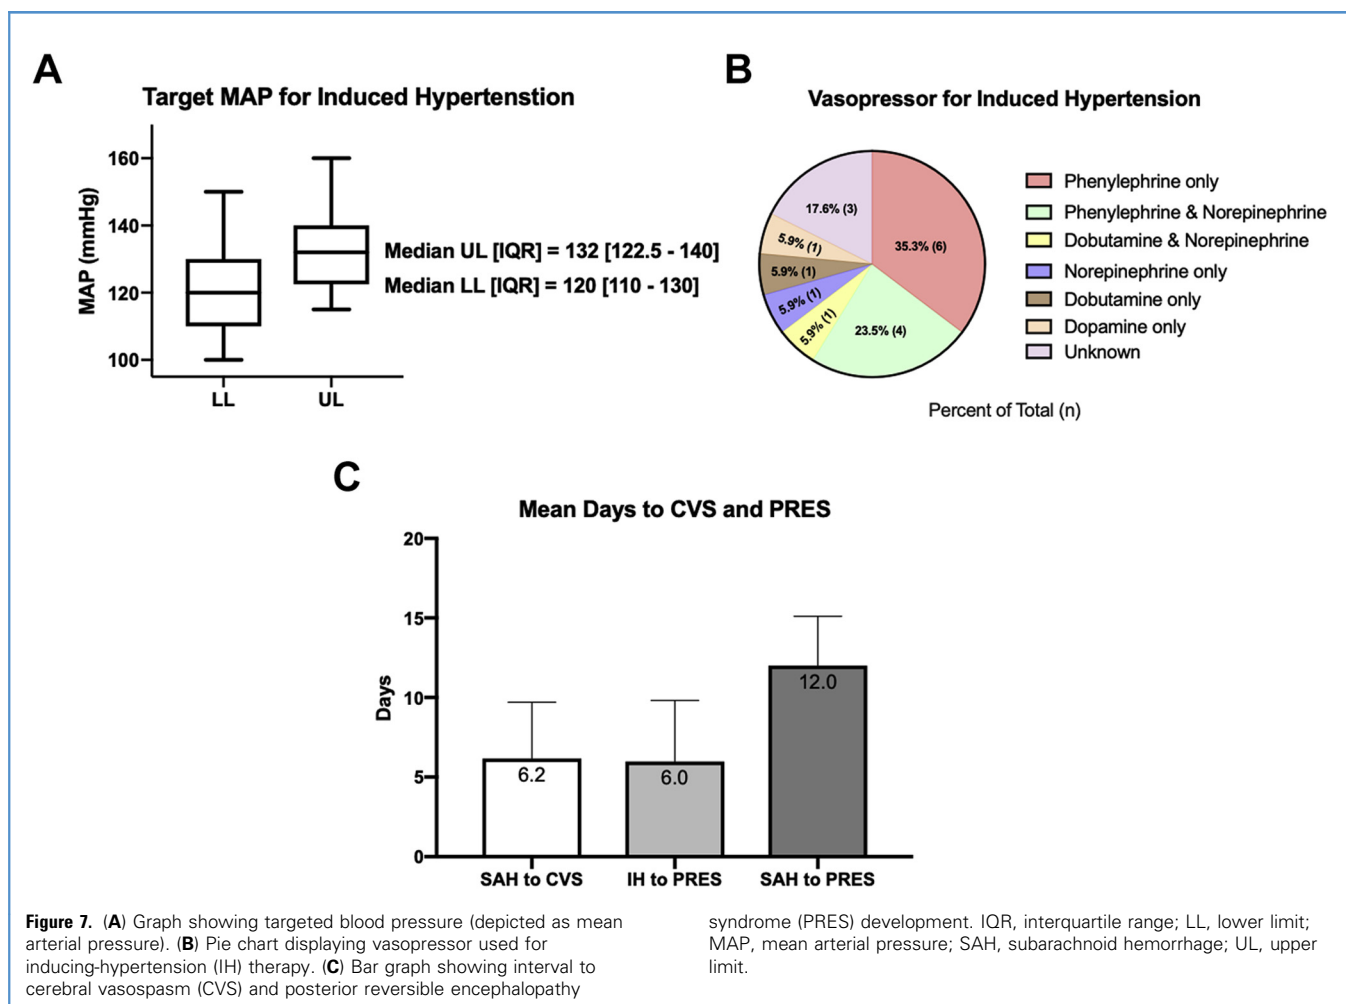 A
Target MAP for Induced Hypertenstion
MAP (mmHg)
160
140
120
100
LL
UL
Median UL [IQR] = 132 [122.5 - 140]
Median LL [IQR] = 120 [110 - 130]
B
Vasopressor for Induced Hypertension
17.6% (3)
5.9% (1)
5.9% (1)
5.9% (1)
5.9% (1)
23.5% (4)
35.3% (6)
Phenylephrine only
Phenylephrine & Norepinephrine
Dobutamine & Norepinephrine
Norepinephrine only
Dobutamine only
Dopamine only
Unknown
Percent of Total (n)
C
Mean Days to CVS and PRES
Days
20
15
10
5
0
6.2
6.0
12.0
SAH to CVS
IH to PRES
SAH to PRES
Figure 7. (A) Graph showing targeted blood pressure (depicted as mean
arterial pressure). (B) Pie chart displaying vasopressor used for
inducing-hypertension (IH) therapy. (C) Bar graph showing interval to
cerebral vasospasm (CVS) and posterior reversible encephalopathy
syndrome (PRES) development. IQR, interquartile range; LL, lower limit;
MAP, mean arterial pressure; SAH, subarachnoid hemorrhage; UL, upper
limit.